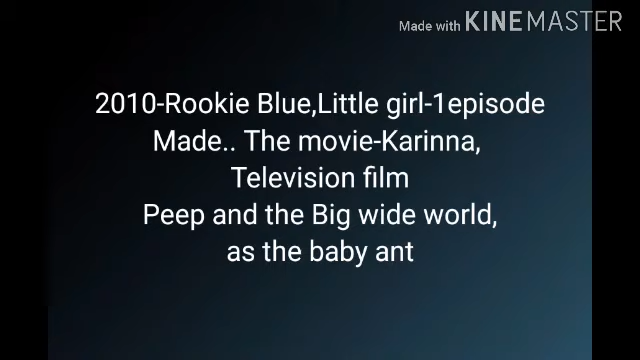 Made with KINEMASTER
2010-Rookie Blue,Little girl-1episode
Made.. The movie-Karinna,
Television film
Peep and the Big wide world,
as the baby ant